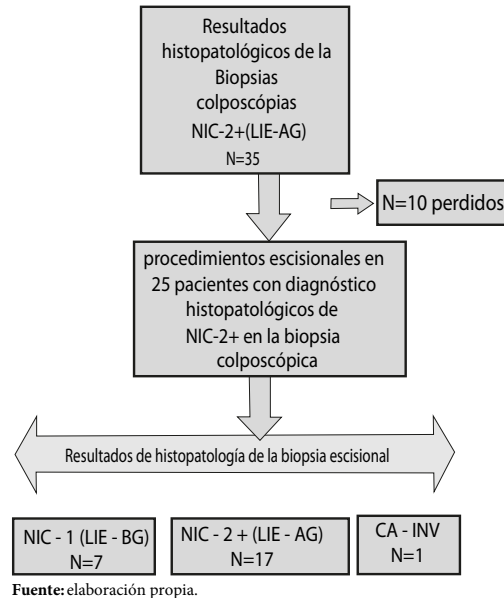 Resultados
histopatológicos de la
Biopsias
colposcópias
NIC-2+(LIE-AG)
N=35
N=10 perdidos
procedimientos escisionales en
25 pacientes con diagnóstico
histopatológicos de
NIC-2+ en la biopsia
colposcópica
Resultados de histopatología de la biopsia escisional
NIC - 1 (LIE - BG)
N=7
NIC - 2 + (LIE - AG)
N=17
CA - INV
N=1
Fuente: elaboración propia.